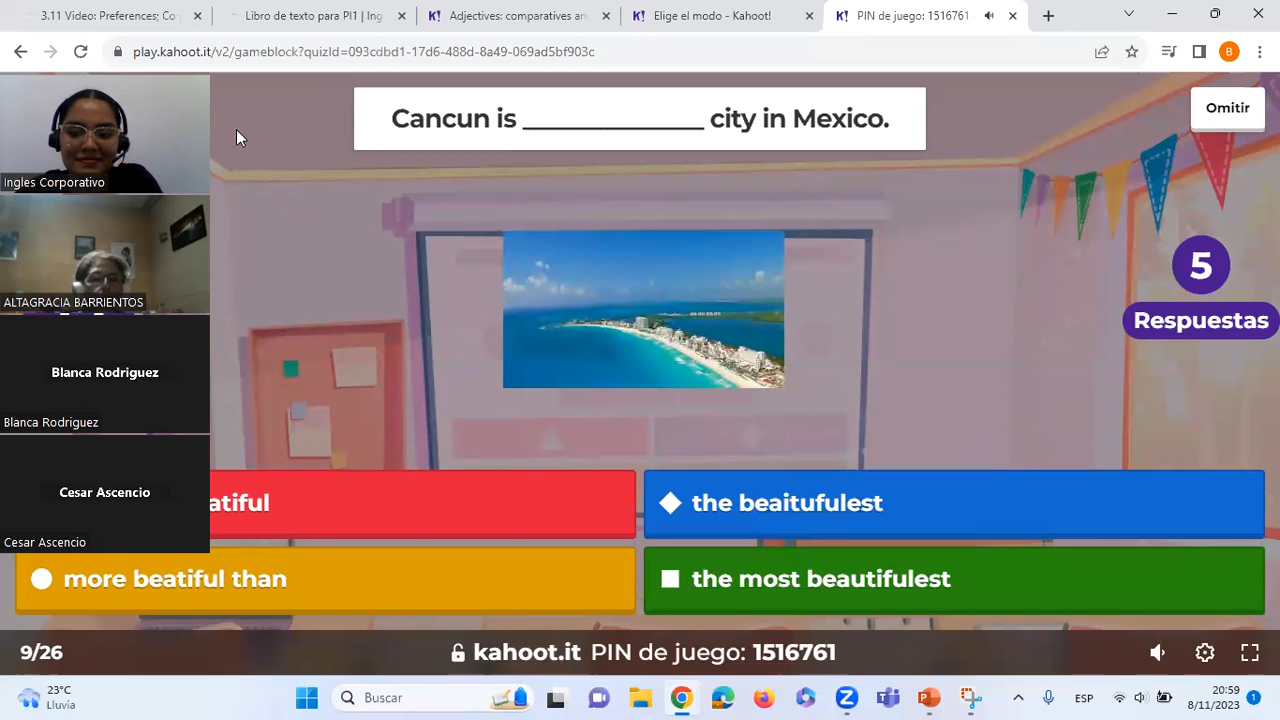 3.11 Video: Preferences; Co
Libro de texto para PI1 | Ing
Adjectives: comparatives an
Elige el modo - Kahoot!
PIN de juego: 1516761
play.kahoot.it/v2/gameblock?quizId=093cdbd1-17d6-488d-8a49-069ad5bf903c
B
Cancun is ______________ city in Mexico.
Omitir
Ingles Corporativo
5
Respuestas
ALTAGRACIA BARRIENTOS
Blanca Rodriguez
Blanca Rodriguez
Cesar Ascencio
Cesar Ascencio
atiful
the beaitufulest
more beatiful than
the most beautifulest
9/26
kahoot.it PIN de juego: 1516761
23°C
Lluvia
Buscar
ESP
20:59
8/11/2023
1